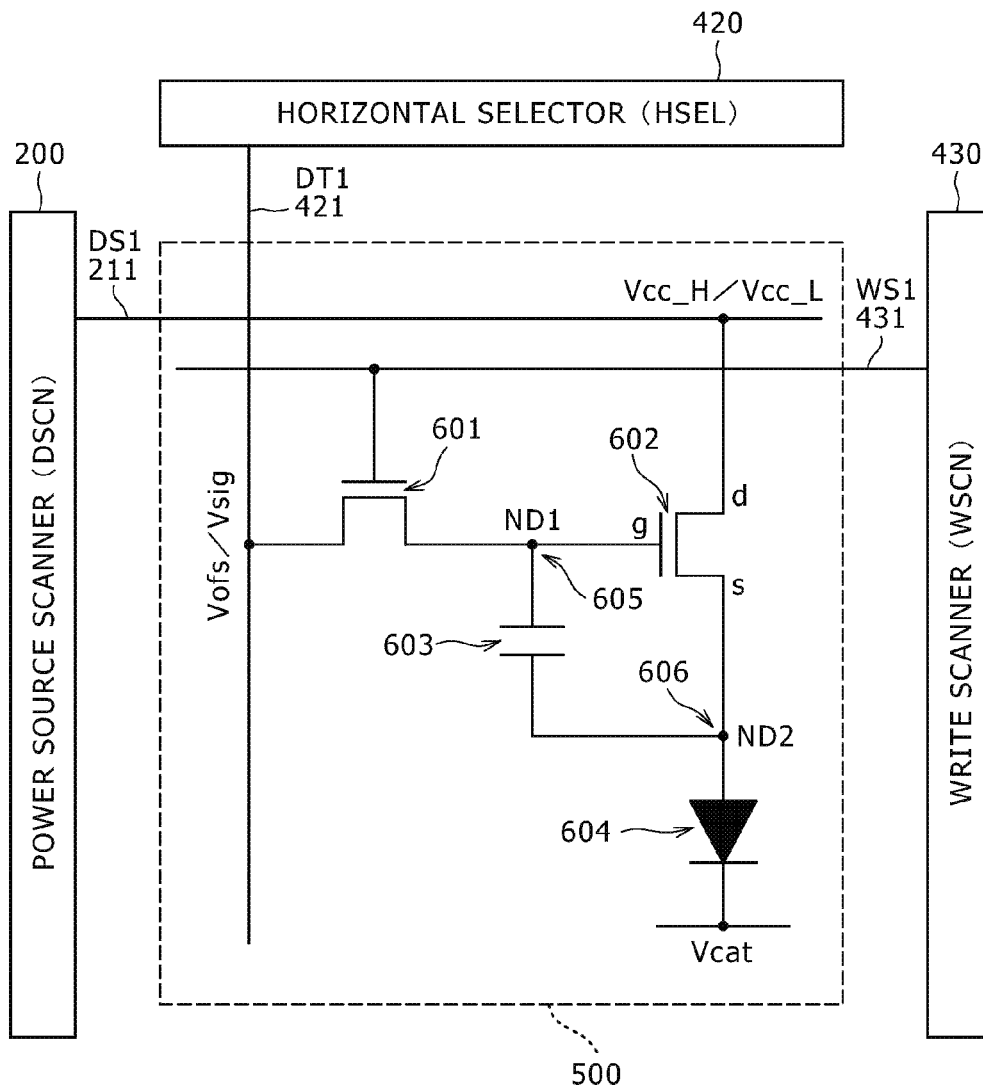 420
HORIZONTAL SELECTOR (HSEL)
200
430
DT1
421
DS1
211
Vcc_H/Vcc_L
WS1
431
601
602
d
ND1
g
s
605
603
606
ND2
604
Vcat
500
Vofs/Vsig
POWER SOURCE SCANNER (DSCN)
WRITE SCANNER (WSCN)